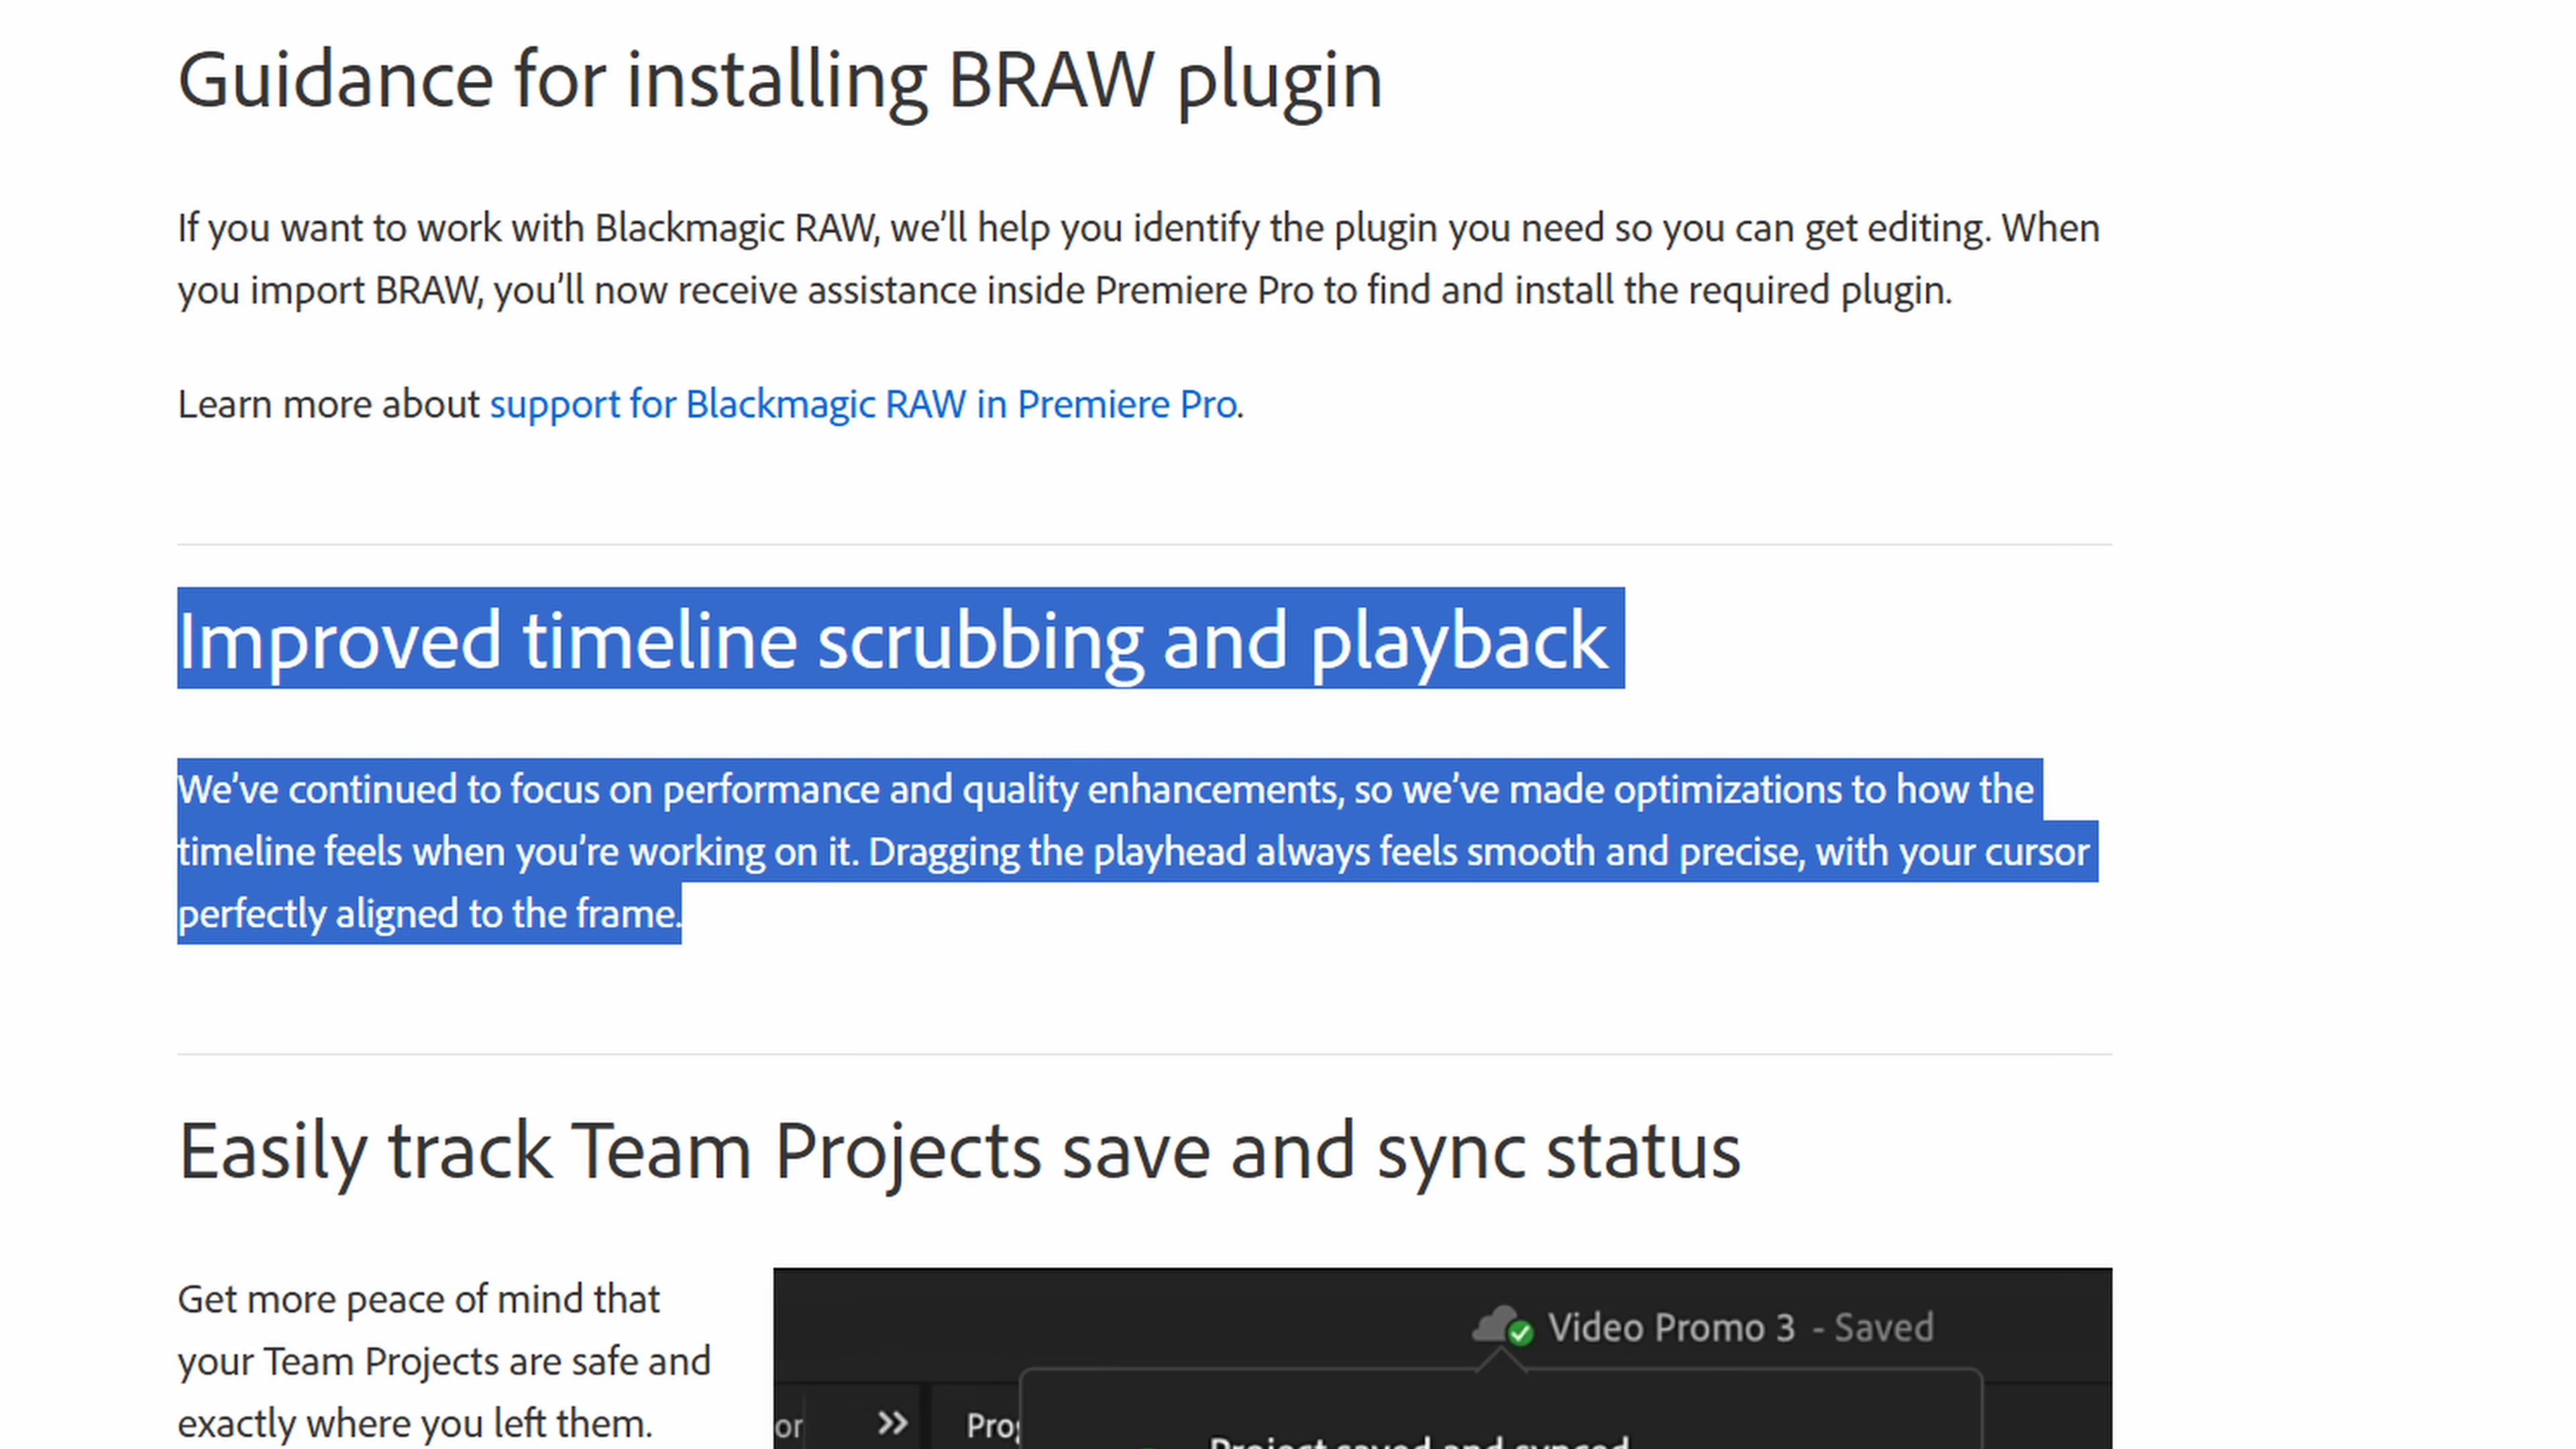 Guidance for installing BRAW plugin
If you want to work with Blackmagic RAW, we’ll help you identify the plugin you need so you can get editing. When
you import BRAW, you’ll now receive assistance inside Premiere Pro to find and install the required plugin.
Learn more about support for Blackmagic RAW in Premiere Pro.
Improved timeline scrubbing and playback
We’ve continued to focus on performance and quality enhancements, so we’ve made optimizations to how the
timeline feels when you’re working on it. Dragging the playhead always feels smooth and precise, with your cursor
perfectly aligned to the frame.
Easily track Team Projects save and sync status
Get more peace of mind that
your Team Projects are safe and
exactly where you left them.
Video Promo 3 - Saved
or
Project saved and synced